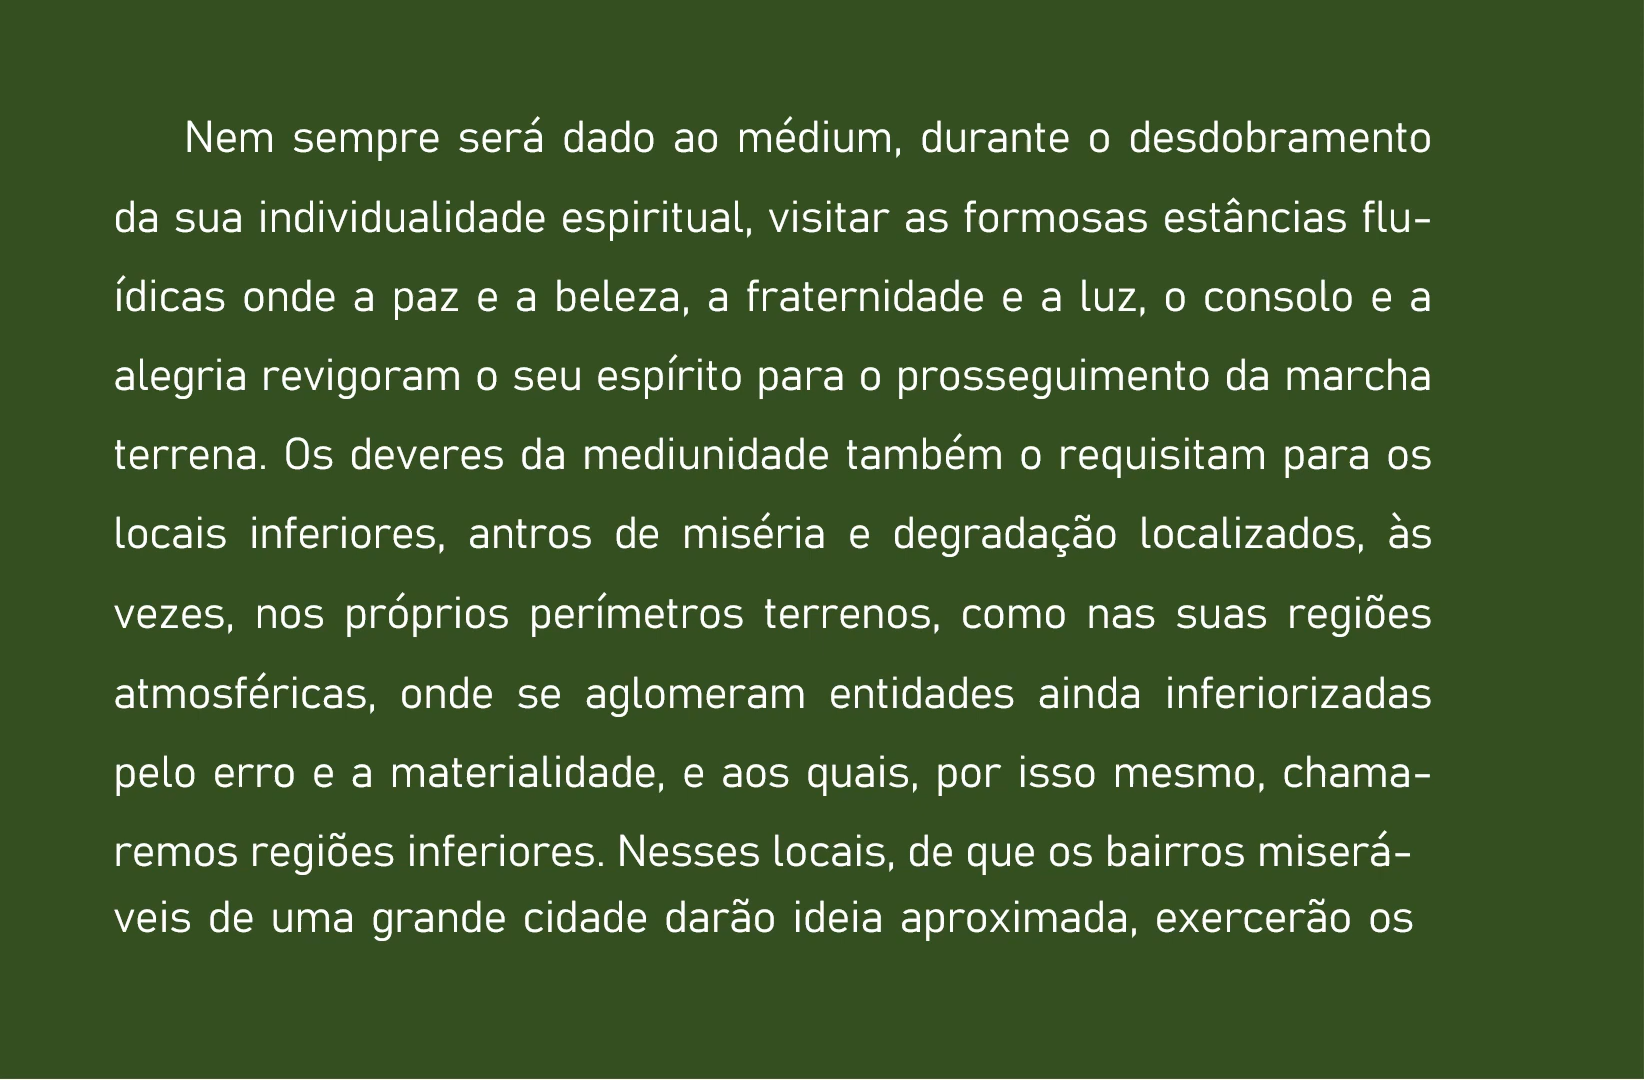 Nem sempre será dado ao médium, durante o desdobramento
da sua individualidade espiritual, visitar as formosas estâncias flu-
ídicas onde a paz e a beleza, a fraternidade e a luz, o consolo e a
alegria revigoram o seu espírito para o prosseguimento da marcha
terrena. Os deveres da mediunidade também o requisitam para os
locais inferiores, antros de miséria e degradação localizados, às
vezes, nos próprios perímetros terrenos, como nas suas regiões
atmosféricas, onde se aglomeram entidades ainda inferiorizadas
pelo erro e a materialidade, e aos quais, por isso mesmo, chama-
remos regiões inferiores. Nesses locais, de que os bairros miserá-
veis de uma grande cidade darão ideia aproximada, exercerão os